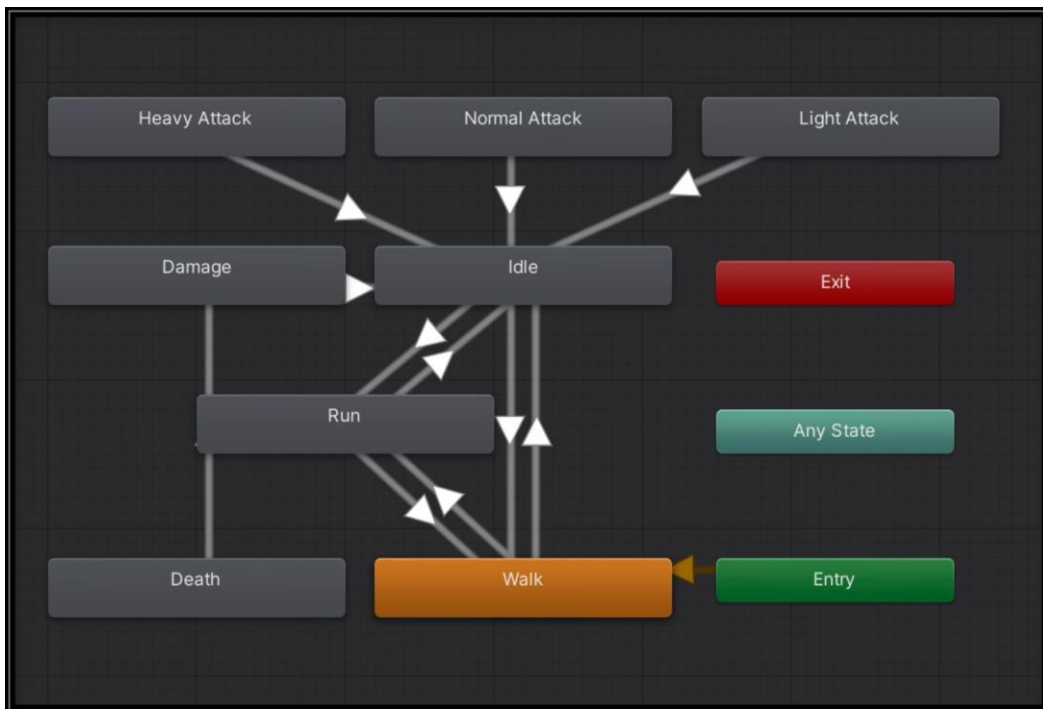 Heavy Attack
Normal Attack
Light Attack
Damage
Idle
Exit
Run
Any State
Death
Walk
Entry